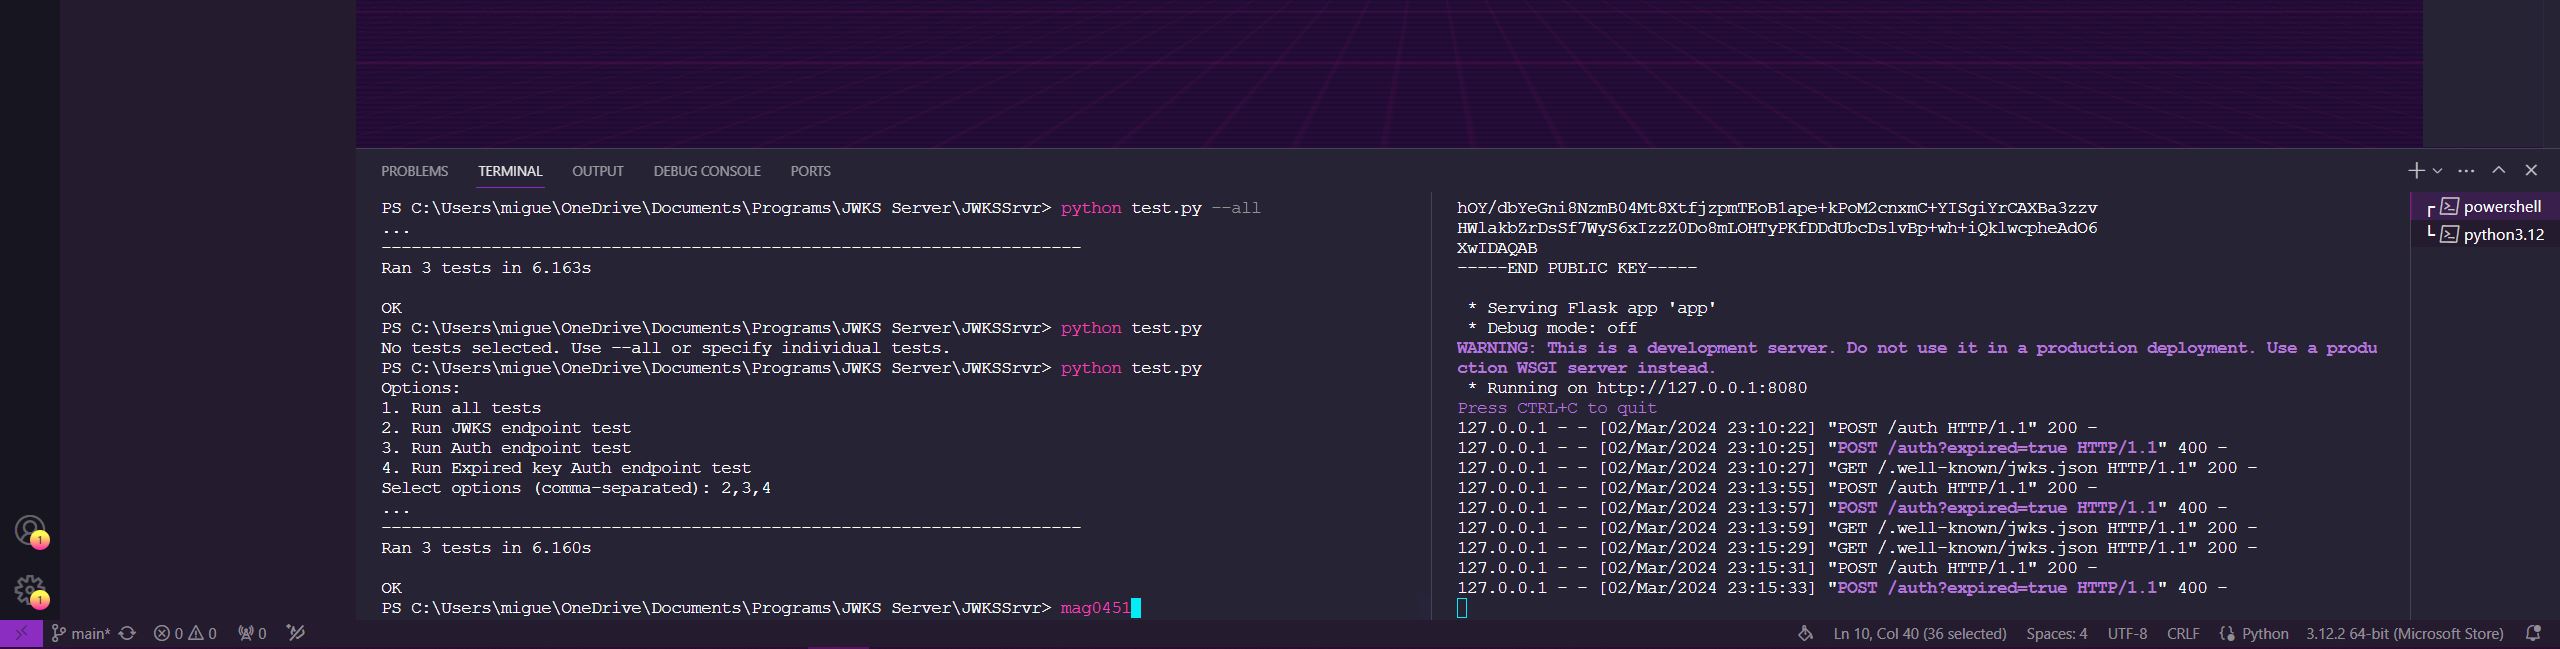 PROBLEMS TERMINAL OUTPUT DEBUG CONSOLE PORTS
PS C:\Users\migue\OneDrive\Documents\Programs\JWKS Server\JWKSSrvr> python test.py --all
...
----------------------------------------------------------------------
Ran 3 tests in 6.163s
OK
PS C:\Users\migue\OneDrive\Documents\Programs\JWKS Server\JWKSSrvr> python test.py
No tests selected. Use --all or specify individual tests.
PS C:\Users\migue\OneDrive\Documents\Programs\JWKS Server\JWKSSrvr> python test.py
Options:
1. Run all tests
2. Run JWKS endpoint test
3. Run Auth endpoint test
4. Run Expired key Auth endpoint test
Select options (comma-separated): 2,3,4
...
----------------------------------------------------------------------
Ran 3 tests in 6.160s
OK
PS C:\Users\migue\OneDrive\Documents\Programs\JWKS Server\JWKSSrvr> mag0451
hOY/dbYeGni8NzmB04Mt8XtfjzpmTEoB1ape+kPoM2cnxmC+YISgiYrCAXBa3zzv
HWlakbZrDsSf7WyS6xIzzZ0Do8mLOHTyPKfDDdUbcDslvBp+wh+iQklwcpheAdO6
XwIDAQAB
-----END PUBLIC KEY-----
* Serving Flask app 'app'
* Debug mode: off
WARNING: This is a development server. Do not use it in a production deployment. Use a produ
ction WSGI server instead.
* Running on http://127.0.0.1:8080
Press CTRL+C to quit
127.0.0.1 - - [02/Mar/2024 23:10:22] "POST /auth HTTP/1.1" 200 -
127.0.0.1 - - [02/Mar/2024 23:10:25] "POST /auth?expired=true HTTP/1.1" 400 -
127.0.0.1 - - [02/Mar/2024 23:10:27] "GET /.well-known/jwks.json HTTP/1.1" 200 -
127.0.0.1 - - [02/Mar/2024 23:13:55] "POST /auth HTTP/1.1" 200 -
127.0.0.1 - - [02/Mar/2024 23:13:57] "POST /auth?expired=true HTTP/1.1" 400 -
127.0.0.1 - - [02/Mar/2024 23:13:59] "GET /.well-known/jwks.json HTTP/1.1" 200 -
127.0.0.1 - - [02/Mar/2024 23:15:29] "GET /.well-known/jwks.json HTTP/1.1" 200 -
127.0.0.1 - - [02/Mar/2024 23:15:31] "POST /auth HTTP/1.1" 200 -
127.0.0.1 - - [02/Mar/2024 23:15:33] "POST /auth?expired=true HTTP/1.1" 400 -
powershell
python3.12
1
1
main* 0 0 0 Ln 10, Col 40 (36 selected) Spaces: 4 UTF-8 CRLF Python 3.12.2 64-bit (Microsoft Store)